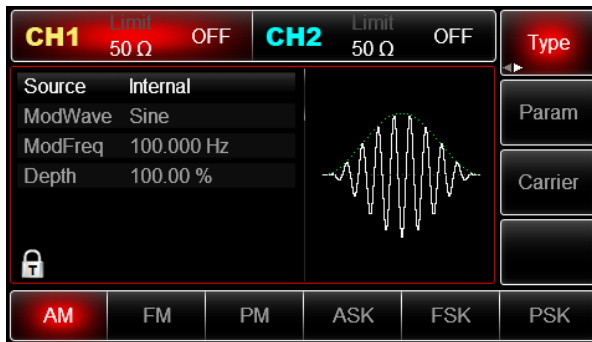 CH1 Limit 50 Ω OFF CH2 Limit 50 Ω OFF Type
Source Internal
ModWave Sine
ModFreq 100.000 Hz
Depth 100.00 %
Param
Carrier
T
AM FM PM ASK FSK PSK